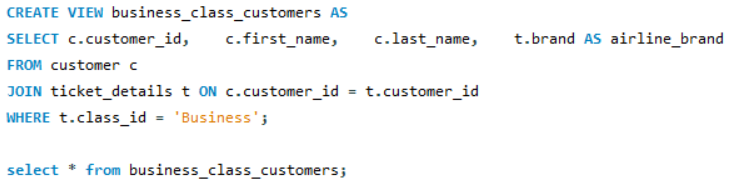 CREATE VIEW business_class_customers AS
SELECT c.customer_id,    c.first_name,    c.last_name,    t.brand AS airline_brand
FROM customer c
JOIN ticket_details t ON c.customer_id = t.customer_id
WHERE t.class_id = 'Business';
select * from business_class_customers;